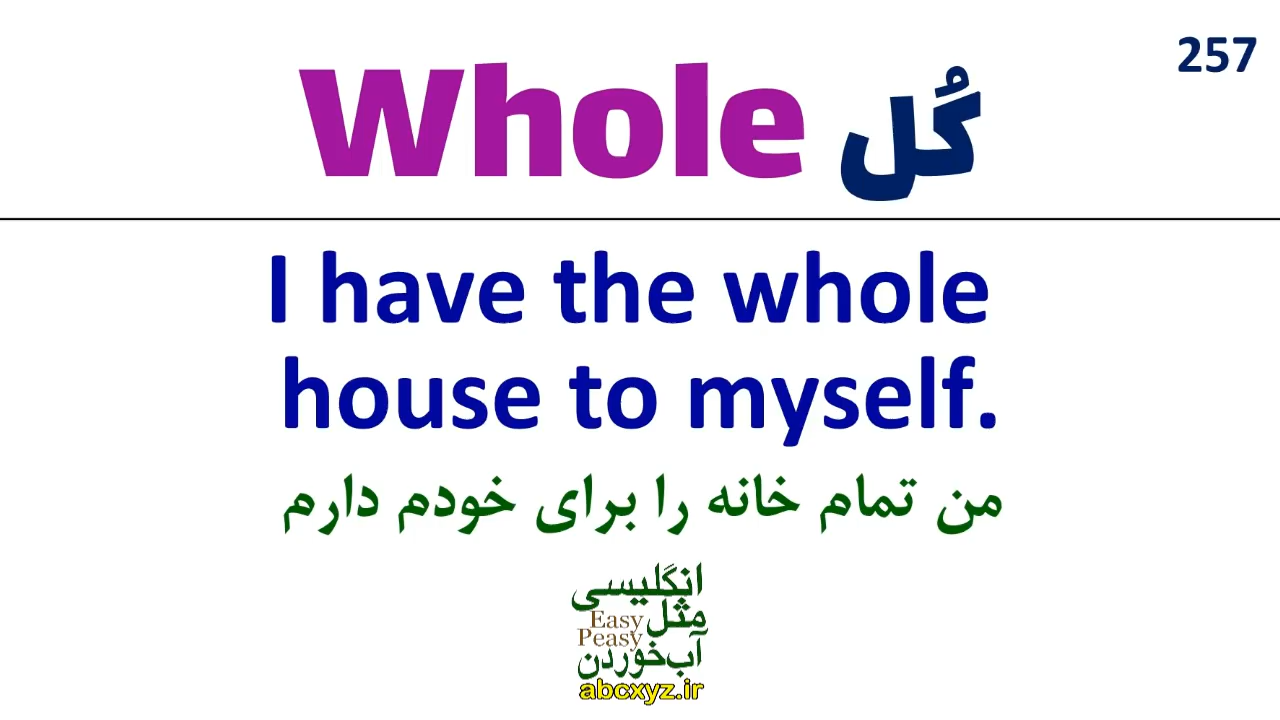 257
Whole کُل
I have the whole
house to myself.
من تمام خانه را برای خودم دارم
انگلیسی
مثل Easy
Peasy
آب‌خوردن
abcxyz.ir